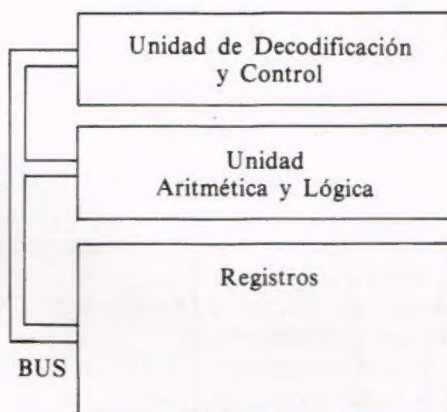 Unidad de Decodificación
y Control
Unidad
Aritmética y Lógica
Registros
BUS